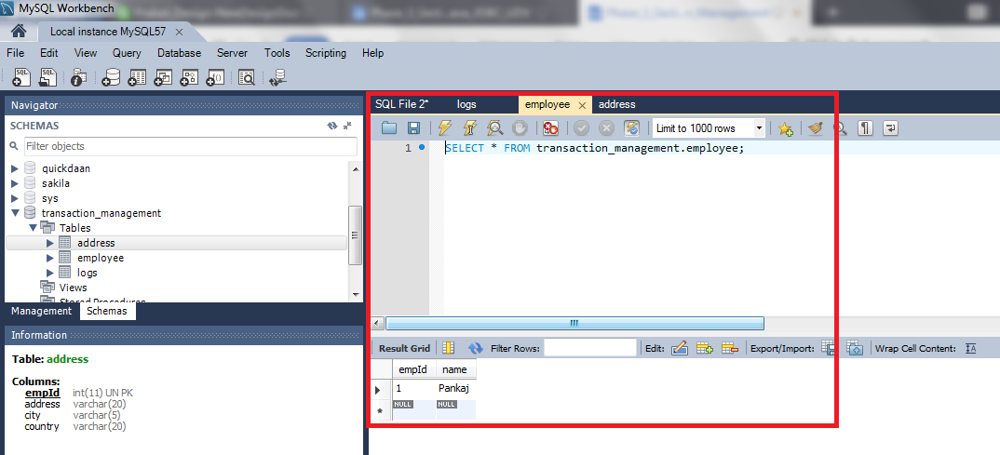 MySQL Workbench
Local instance MySQL57
File Edit View Query Database Server Tools Scripting Help
Navigator
SCHEMAS
Filter objects
quickdaan
sakila
sys
transaction_management
Tables
address
employee
logs
Views
Stored Procedures
Management Schemas
Information
Table: address
Columns:
empId int(11) UN PK
address varchar(20)
city varchar(5)
country varchar(20)
SQL File 2* logs employee address
Limit to 1000 rows
1 SELECT * FROM transaction_management.employee;
Result Grid Filter Rows: Edit: Export/Import: Wrap Cell Content:
empId name
1 Pankaj
NULL NULL